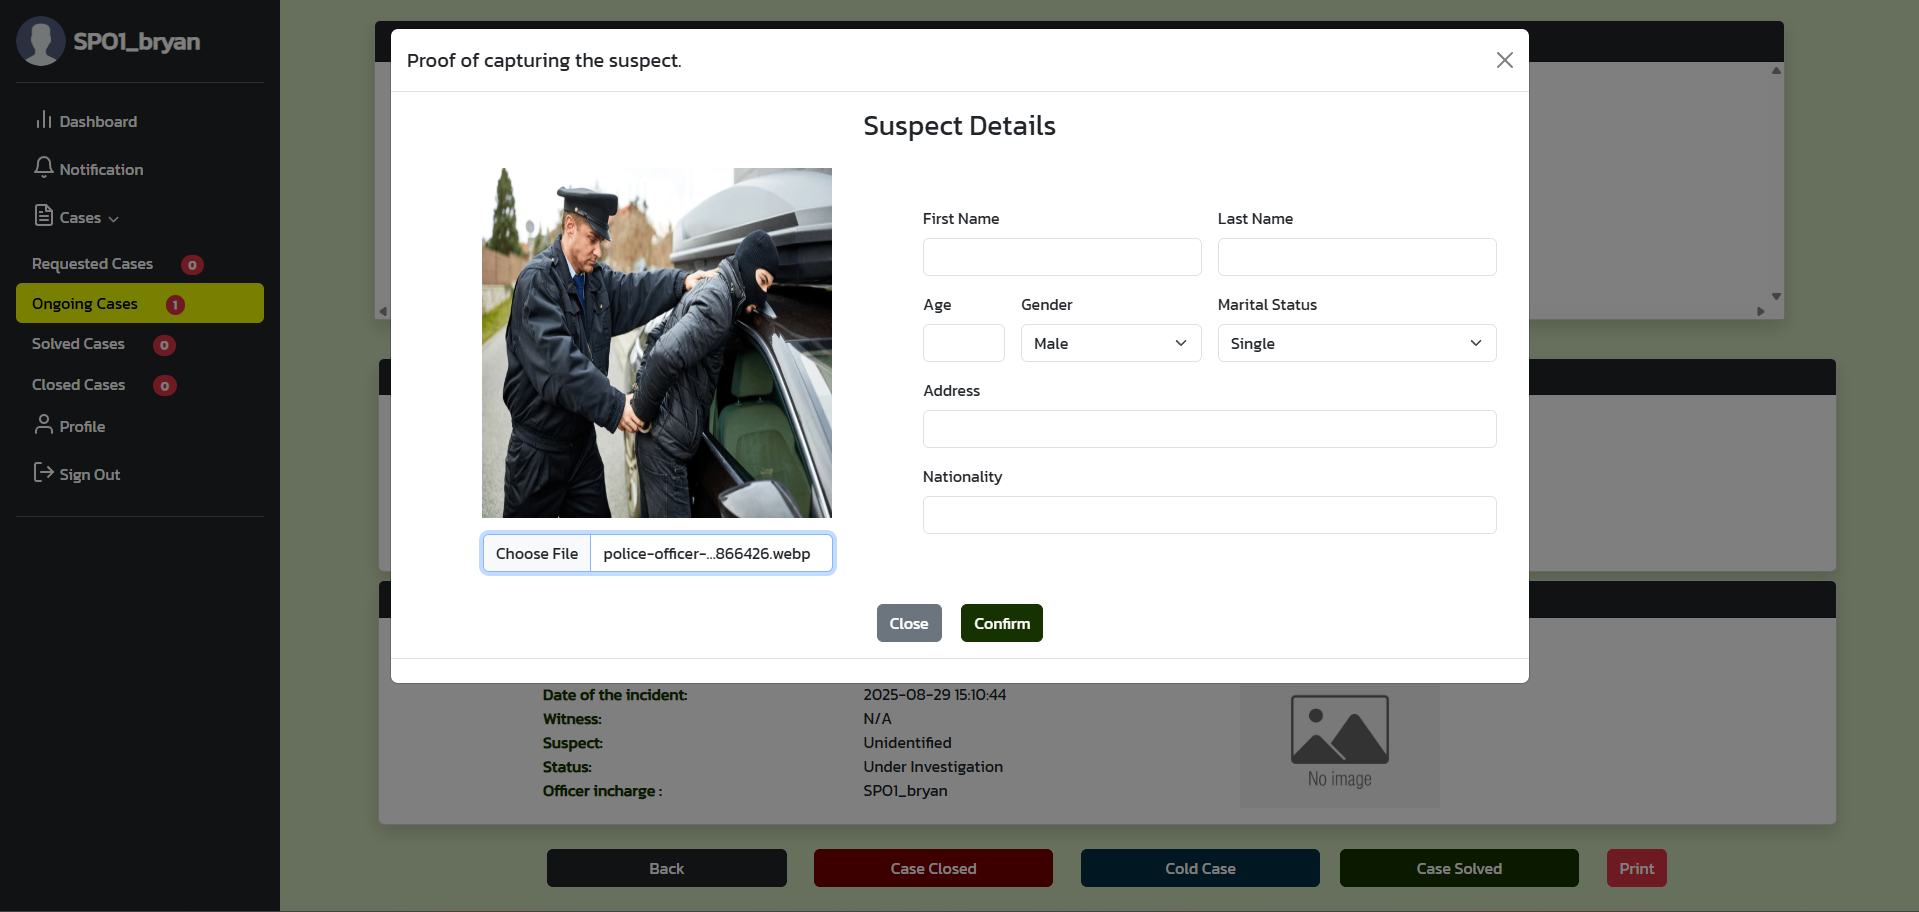 SPO1_bryan
Dashboard
Notification
Cases
Requested Cases 0
Ongoing Cases 1
Solved Cases 0
Closed Cases 0
Profile
Sign Out
Proof of capturing the suspect.
Suspect Details
First Name Last Name
Age Gender Marital Status
Male Single
Address
Nationality
Choose File police-officer-...866426.webp
Close Confirm
Date of the incident: 2025-08-29 15:10:44
Witness: N/A
Suspect: Unidentified
Status: Under Investigation
Officer incharge : SPO1_bryan
No image
Back Case Closed Cold Case Case Solved Print